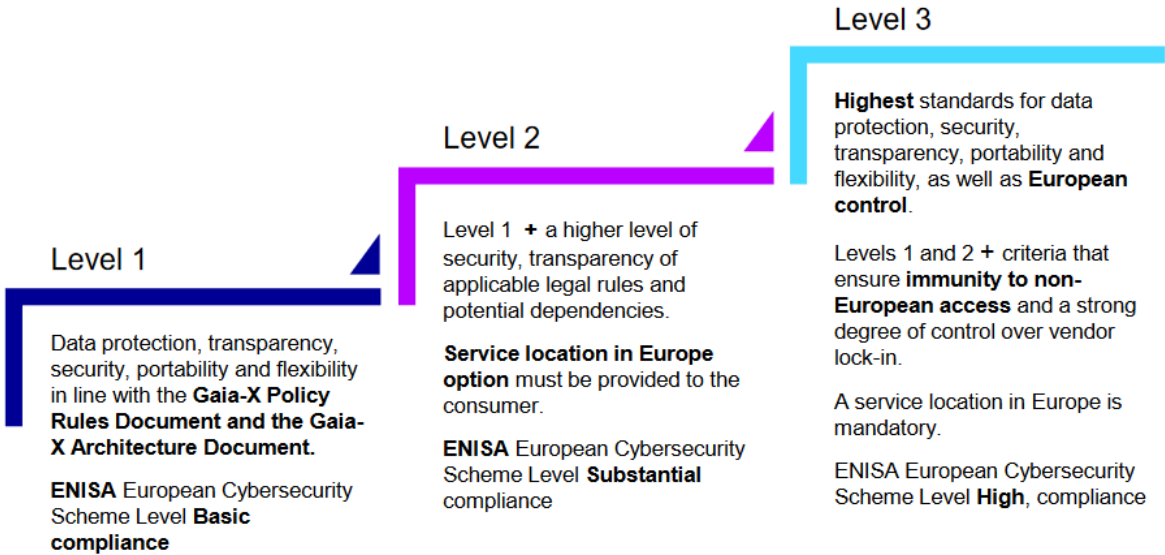 Level 1
Data protection, transparency,
security, portability and flexibility
in line with the Gaia-X Policy
Rules Document and the Gaia-
X Architecture Document.
ENISA European Cybersecurity
Scheme Level Basic
compliance
Level 2
Level 1 + a higher level of
security, transparency of
applicable legal rules and
potential dependencies.
Service location in Europe
option must be provided to the
consumer.
ENISA European Cybersecurity
Scheme Level Substantial
compliance
Level 3
Highest standards for data
protection, security,
transparency, portability and
flexibility, as well as European
control.
Levels 1 and 2 + criteria that
ensure immunity to non-
European access and a strong
degree of control over vendor
lock-in.
A service location in Europe is
mandatory.
ENISA European Cybersecurity
Scheme Level High, compliance